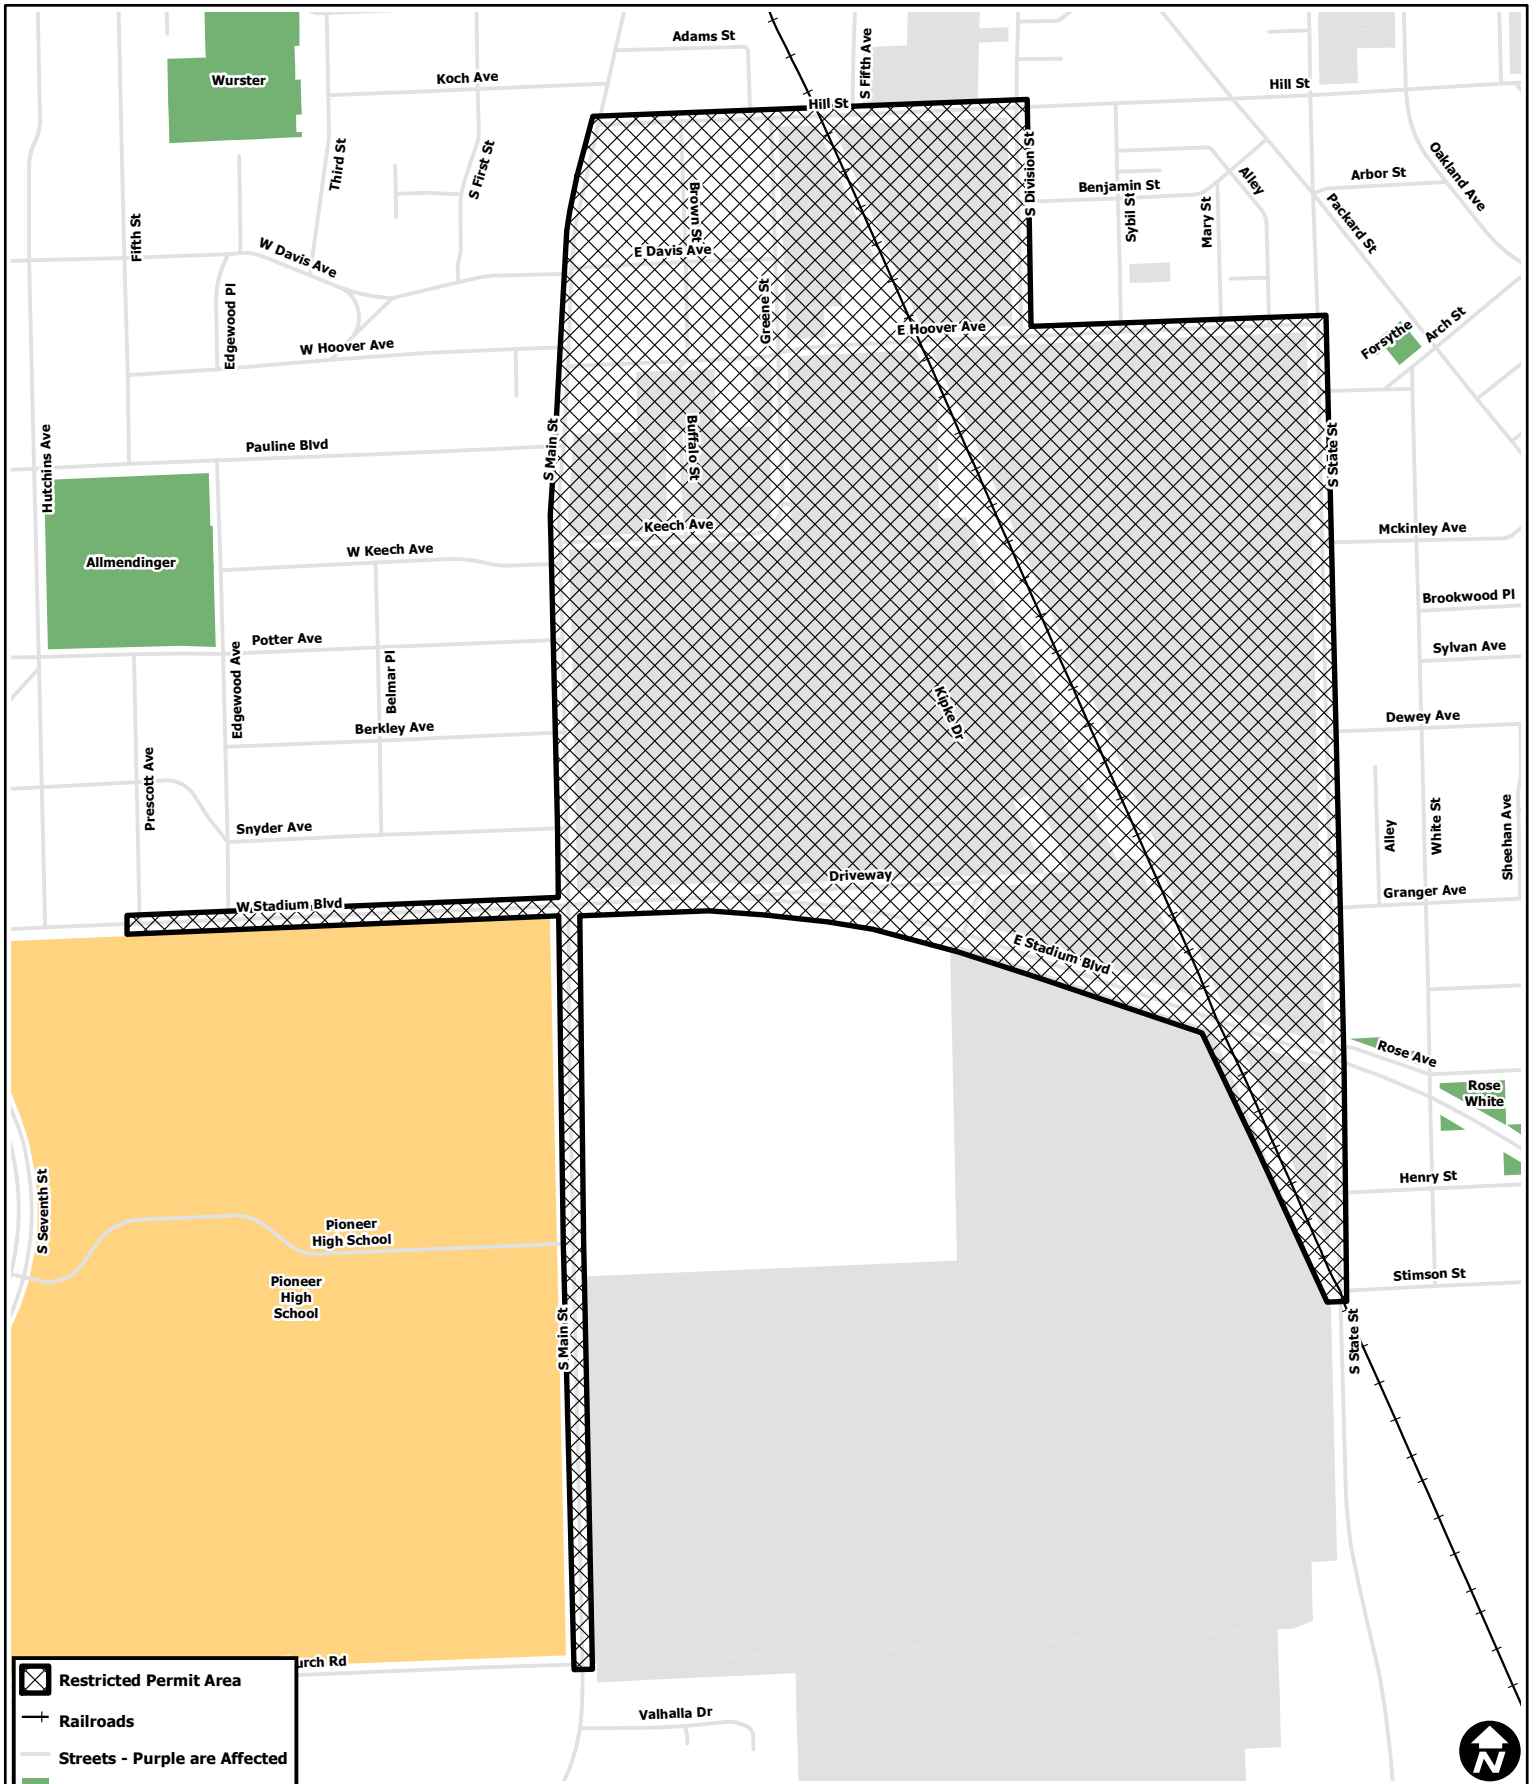 Adams St
S Fifth Ave
Wurster
Koch Ave
Hill St
Hill St
Third St
S First St
S Division St
Oakland Ave
Benjamin St
Alley
Arbor St
Brown St
Sybil St
Mary St
Packard St
Fifth St
W Davis Ave
E Davis Ave
Edgewood Pl
Greene St
E Hoover Ave
W Hoover Ave
Forsythe
Arch St
Hutchins Ave
Pauline Blvd
S Main St
Buffalo St
S State St
Keech Ave
Mckinley Ave
W Keech Ave
Allmendinger
Brookwood Pl
Potter Ave
Sylvan Ave
Edgewood Ave
Belmar Pl
Kipke Dr
Dewey Ave
Berkley Ave
Prescott Ave
Snyder Ave
Alley
White St
Sheehan Ave
Driveway
Granger Ave
W Stadium Blvd
E Stadium Blvd
Rose Ave
Rose
White
S Seventh St
Henry St
Pioneer
High School
Pioneer
High
School
Stimson St
S Main St
S State St
urch Rd
Valhalla Dr
Restricted Permit Area
Railroads
Streets - Purple are Affected
N